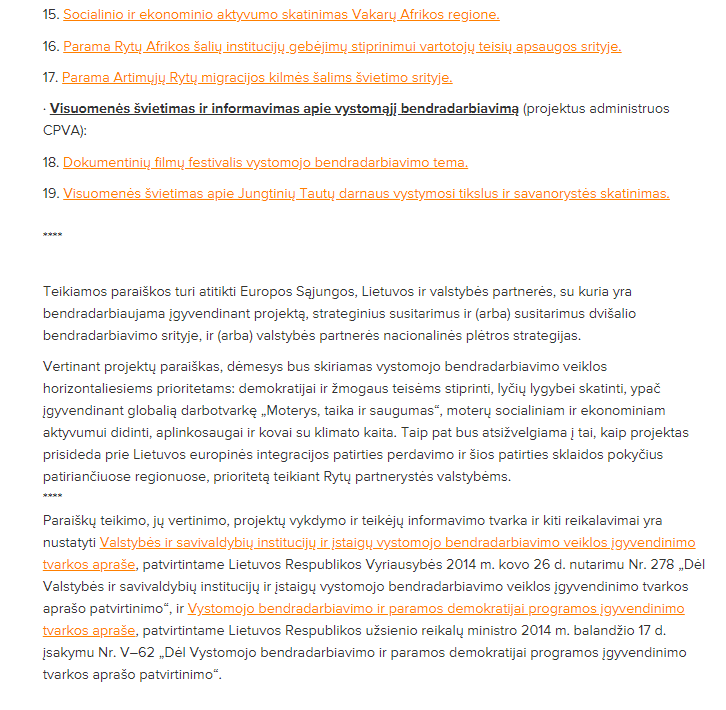 15. Socialinio ir ekonominio aktyvumo skatinimas Vakarų Afrikos regione.
16. Parama Rytų Afrikos šalių institucijų gebėjimų stiprinimui vartotojų teisių apsaugos srityje.
17. Parama Artimųjų Rytų migracijos kilmės šalims švietimo srityje.
· Visuomenės švietimas ir informavimas apie vystomąjį bendradarbiavimą (projektus administruos
CPVA):
18. Dokumentinių filmų festivalis vystomojo bendradarbiavimo tema.
19. Visuomenės švietimas apie Jungtinių Tautų darnaus vystymosi tikslus ir savanorystės skatinimas.
****
Teikiamos paraiškos turi atitikti Europos Sąjungos, Lietuvos ir valstybės partnerės, su kuria yra
bendradarbiaujama įgyvendinant projektą, strateginius susitarimus ir (arba) susitarimus dvišalio
bendradarbiavimo srityje, ir (arba) valstybės partnerės nacionalinės plėtros strategijas.
Vertinant projektų paraiškas, dėmesys bus skiriamas vystomojo bendradarbiavimo veiklos
horizontaliesiems prioritetams: demokratijai ir žmogaus teisėms stiprinti, lyčių lygybei skatinti, ypač
įgyvendinant globalią darbotvarkę „Moterys, taika ir saugumas“, moterų socialiniam ir ekonominiam
aktyvumui didinti, aplinkosaugai ir kovai su klimato kaita. Taip pat bus atsižvelgiama į tai, kaip projektas
prisideda prie Lietuvos europinės integracijos patirties perdavimo ir šios patirties sklaidos pokyčius
patiriančiuose regionuose, prioritetą teikiant Rytų partnerystės valstybėms.
****
Paraiškų teikimo, jų vertinimo, projektų vykdymo ir teikėjų informavimo tvarka ir kiti reikalavimai yra
nustatyti Valstybės ir savivaldybių institucijų ir įstaigų vystomojo bendradarbiavimo veiklos įgyvendinimo
tvarkos apraše, patvirtintame Lietuvos Respublikos Vyriausybės 2014 m. kovo 26 d. nutarimu Nr. 278 „Dėl
Valstybės ir savivaldybių institucijų ir įstaigų vystomojo bendradarbiavimo veiklos įgyvendinimo tvarkos
aprašo patvirtinimo“, ir Vystomojo bendradarbiavimo ir paramos demokratijai programos įgyvendinimo
tvarkos apraše, patvirtintame Lietuvos Respublikos užsienio reikalų ministro 2014 m. balandžio 17 d.
įsakymu Nr. V–62 „Dėl Vystomojo bendradarbiavimo ir paramos demokratijai programos įgyvendinimo
tvarkos aprašo patvirtinimo“.